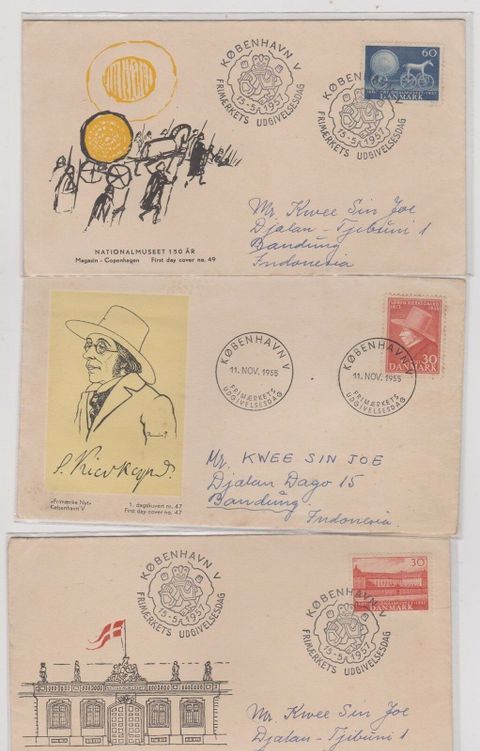 KØBENHAVN V
15-5-1957
FRIMÆRKETS UDGIVELSESDAG
KØBENHAVN V
15-5-1957
FRIMÆRKETS UDGIVELSESDAG
60
DANMARK
NATIONALMUSEET 150 ÅR
Magasin - Copenhagen First day cover no. 49
Mr. Kwee Sin Joe
Djalan - Tjibuni 1
Bandung
Indonesia
KØBENHAVN V
11. NOV. 1955
FRIMÆRKETS
UDGIVELSESDAG
KØBENHAVN V
11. NOV. 1955
FRIMÆRKETS
UDGIVELSESDAG
SØREN KIERKEGAARD
30
DANMARK
»Frimærke Nyt«
København V
1. dagskuvert nr. 47
First day cover no. 47
Mr. KWEE SIN JOE
Djalan Dago 15
Bandung
Indonesia
KØBENHAVN V
15-5-1957
FRIMÆRKETS UDGIVELSESDAG
KØBENHAVN V
15-5-1957
FRIMÆRKETS UDGIVELSESDAG
30
DANMARK
Mr. Kwee Sin Joe
Djalan - Tjibuni 1